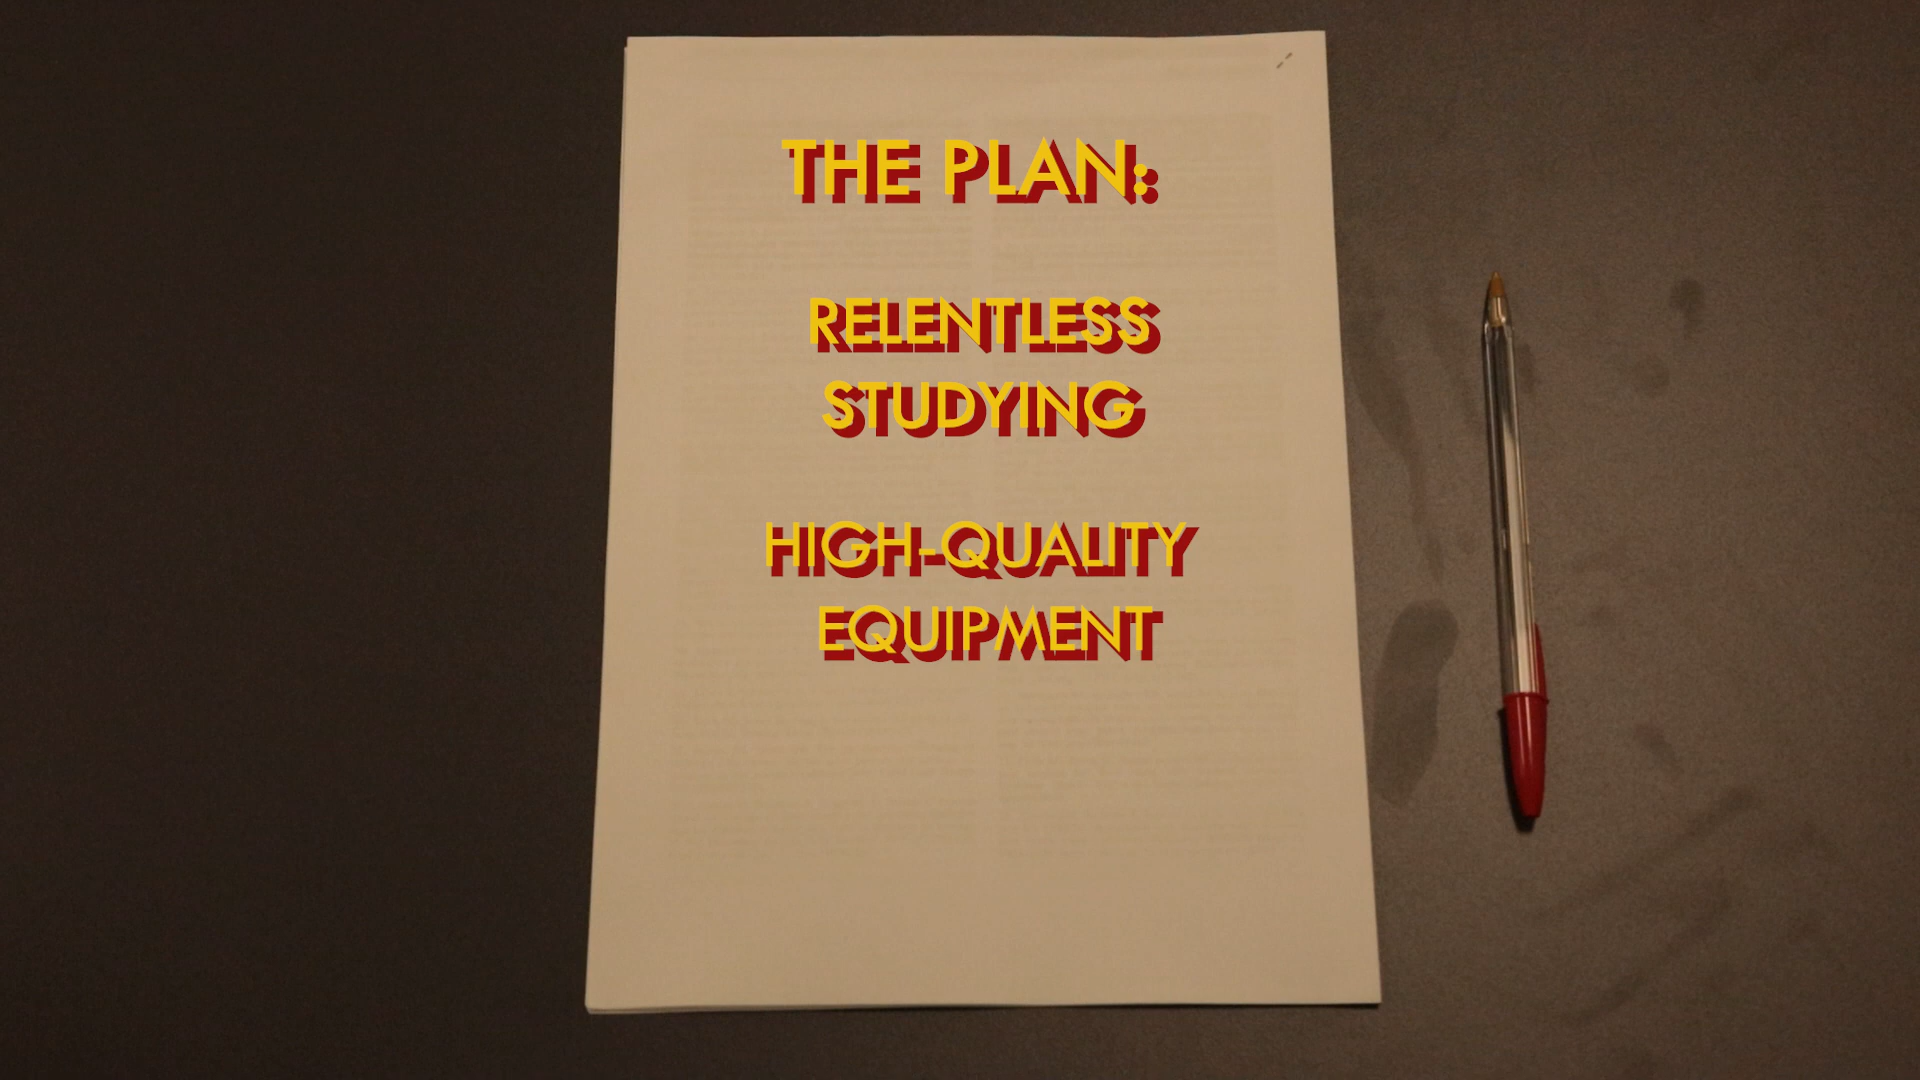 THE PLAN:
RELENTLESS
STUDYING
HIGH-QUALITY
EQUIPMENT